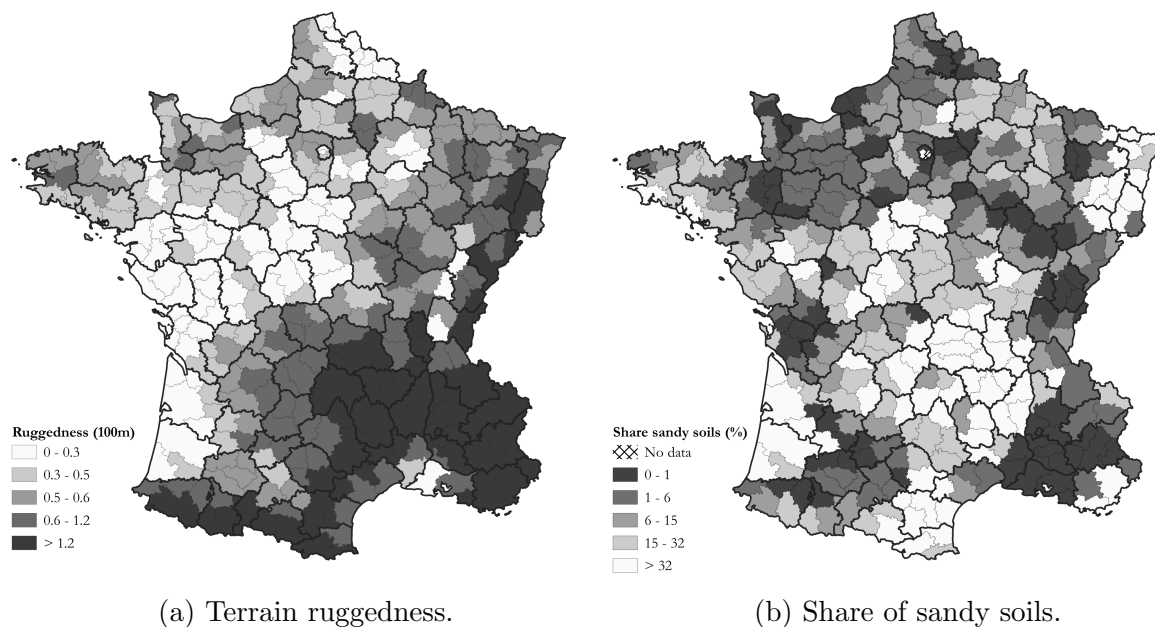 Ruggedness (100m)
0 - 0.3
0.3 - 0.5
0.5 - 0.6
0.6 - 1.2
> 1.2
Share sandy soils (%)
No data
0 - 1
1 - 6
6 - 15
15 - 32
> 32
(a) Terrain ruggedness.
(b) Share of sandy soils.